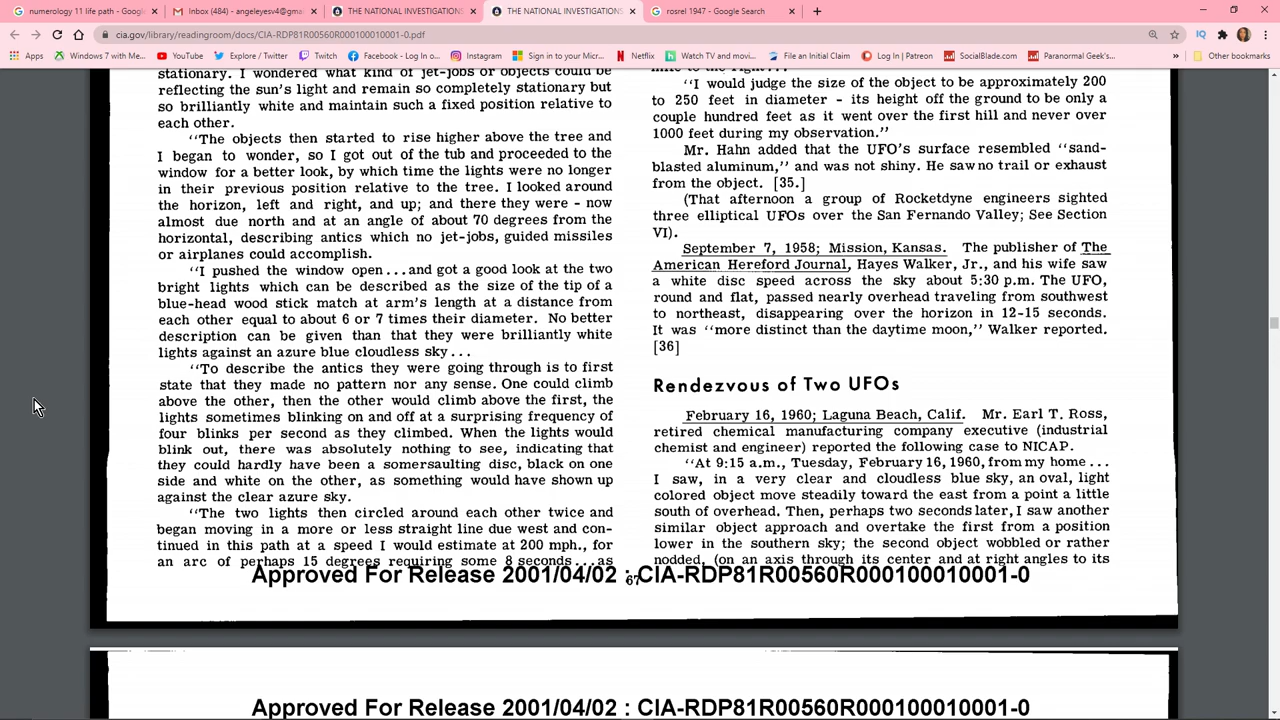 numerology 11 life path - Googl
Inbox (484) - angeleyesv4@gma
THE NATIONAL INVESTIGATIONS
THE NATIONAL INVESTIGATIONS
rosrel 1947 - Google Search
cia.gov/library/readingroom/docs/CIA-RDP81R00560R000100010001-0.pdf
Apps
Windows 7 with Me...
YouTube
Explore / Twitter
Twitch
Facebook - Log In o...
Instagram
Sign in to your Micr...
Netflix
Watch TV and movi...
File an Initial Claim
Log In | Patreon
SocialBlade.com
Paranormal Geek's...
Other bookmarks
stationary. I wondered what kind of jet-jobs or objects could be
reflecting the sun's light and remain so completely stationary but
so brilliantly white and maintain such a fixed position relative to
each other.
"The objects then started to rise higher above the tree and
I began to wonder, so I got out of the tub and proceeded to the
window for a better look, by which time the lights were no longer
in their previous position relative to the tree. I looked around
the horizon, left and right, and up; and there they were - now
almost due north and at an angle of about 70 degrees from the
horizontal, describing antics which no jet-jobs, guided missiles
or airplanes could accomplish.
"I pushed the window open...and got a good look at the two
bright lights which can be described as the size of the tip of a
blue-head wood stick match at arm's length at a distance from
each other equal to about 6 or 7 times their diameter. No better
description can be given than that they were brilliantly white
lights against an azure blue cloudless sky...
"To describe the antics they were going through is to first
state that they made no pattern nor any sense. One could climb
above the other, then the other would climb above the first, the
lights sometimes blinking on and off at a surprising frequency of
four blinks per second as they climbed. When the lights would
blink out, there was absolutely nothing to see, indicating that
they could hardly have been a somersaulting disc, black on one
side and white on the other, as something would have shown up
against the clear azure sky.
"The two lights then circled around each other twice and
began moving in a more or less straight line due west and con-
tinued in this path at a speed I would estimate at 200 mph., for
an arc of perhaps 15 degrees requiring some 8 seconds...as
"I would judge the size of the object to be approximately 200
to 250 feet in diameter - its height off the ground to be only a
couple hundred feet as it went over the first hill and never over
1000 feet during my observation."
Mr. Hahn added that the UFO's surface resembled "sand-
blasted aluminum," and was not shiny. He saw no trail or exhaust
from the object. [35.]
(That afternoon a group of Rocketdyne engineers sighted
three elliptical UFOs over the San Fernando Valley; See Section
VI).
September 7, 1958; Mission, Kansas. The publisher of The
American Hereford Journal, Hayes Walker, Jr., and his wife saw
a white disc speed across the sky about 5:30 p.m. The UFO,
round and flat, passed nearly overhead traveling from southwest
to northeast, disappearing over the horizon in 12-15 seconds.
It was "more distinct than the daytime moon," Walker reported.
[36]
Rendezvous of Two UFOs
February 16, 1960; Laguna Beach, Calif. Mr. Earl T. Ross,
retired chemical manufacturing company executive (industrial
chemist and engineer) reported the following case to NICAP.
"At 9:15 a.m., Tuesday, February 16, 1960, from my home...
I saw, in a very clear and cloudless blue sky, an oval, light
colored object move steadily toward the east from a point a little
south of overhead. Then, perhaps two seconds later, I saw another
similar object approach and overtake the first from a position
lower in the southern sky; the second object wobbled or rather
nodded, (on an axis through its center and at right angles to its
Approved For Release 2001/04/02 : CIA-RDP81R00560R000100010001-0
67
Approved For Release 2001/04/02 : CIA-RDP81R00560R000100010001-0